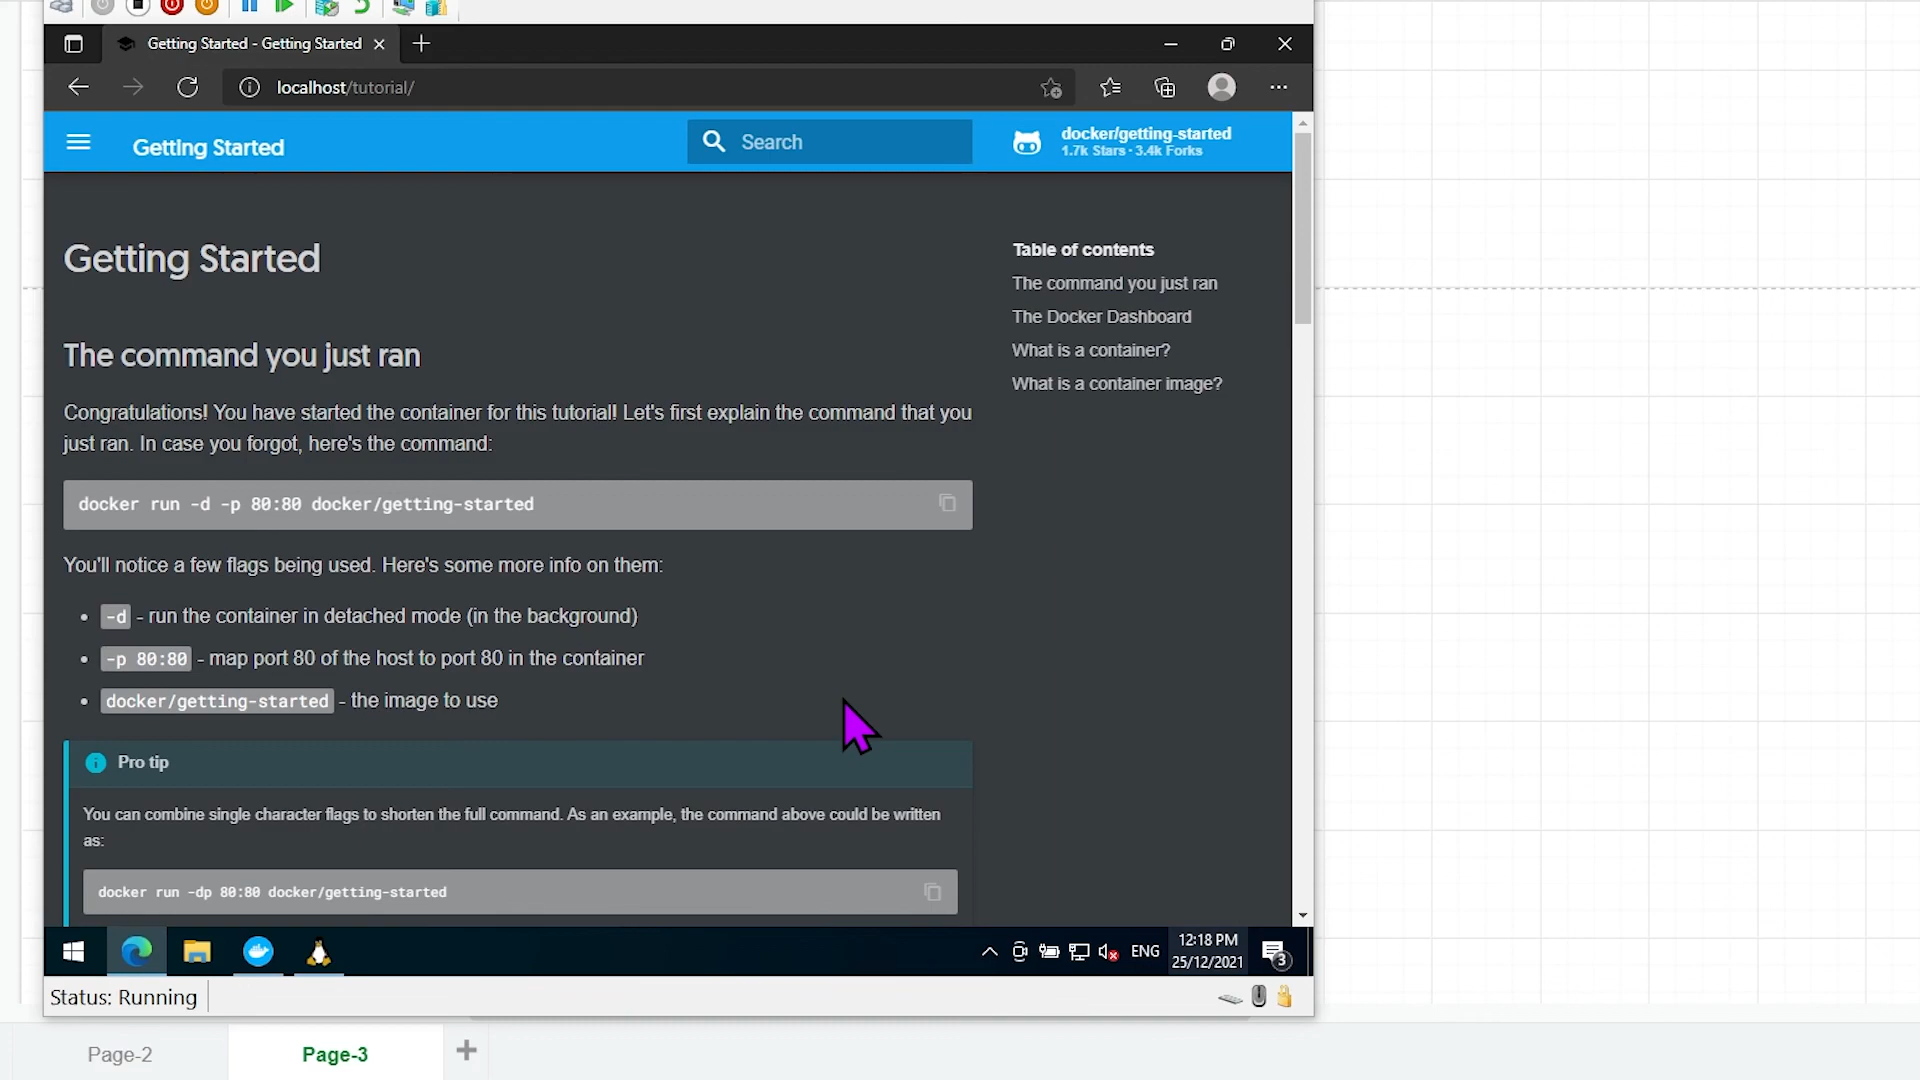 Getting Started - Getting Started
localhost/tutorial/
Getting Started
Search
docker/getting-started
1.7k Stars · 3.4k Forks
Getting Started
Table of contents
The command you just ran
The Docker Dashboard
What is a container?
What is a container image?
The command you just ran
Congratulations! You have started the container for this tutorial! Let's first explain the command that you
just ran. In case you forgot, here's the command:
docker run -d -p 80:80 docker/getting-started
You'll notice a few flags being used. Here's some more info on them:
-d - run the container in detached mode (in the background)
-p 80:80 - map port 80 of the host to port 80 in the container
docker/getting-started - the image to use
Pro tip
You can combine single character flags to shorten the full command. As an example, the command above could be written
as:
docker run -dp 80:80 docker/getting-started
ENG
12:18 PM
25/12/2021
3
Status: Running
Page-2
Page-3